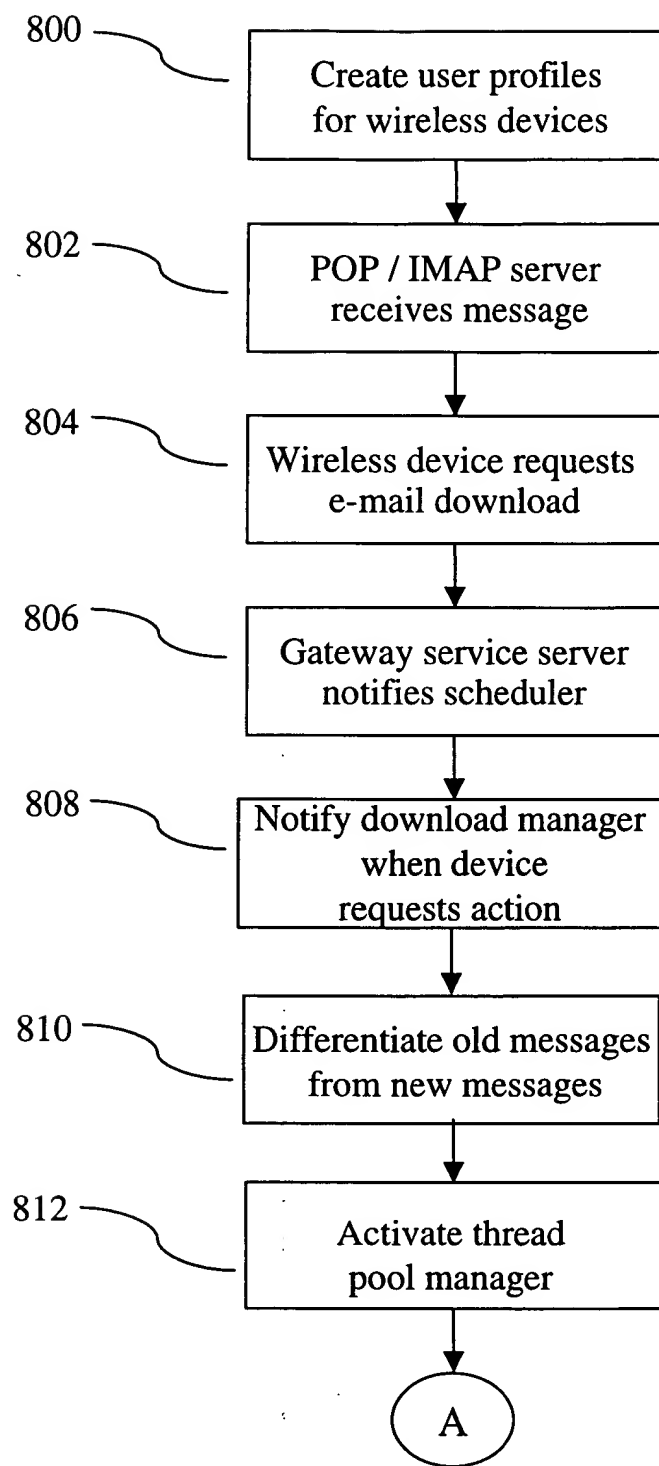 800
Create user profiles
for wireless devices
802
POP / IMAP server
receives message
804
Wireless device requests
e-mail download
806
Gateway service server
notifies scheduler
808
Notify download manager
when device
requests action
810
Differentiate old messages
from new messages
812
Activate thread
pool manager
A